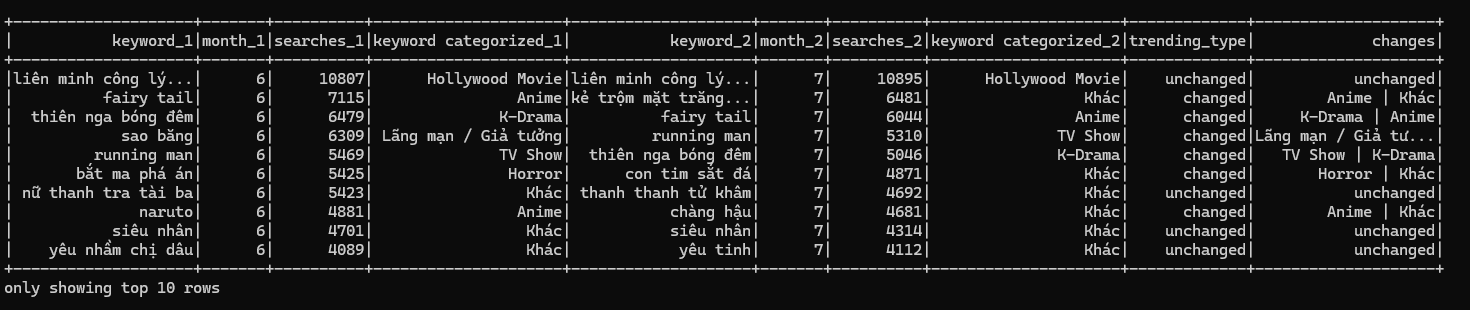 +--------------------+-------+----------+---------------------+--------------------+-------+----------+---------------------+-------------+--------------------+
|           keyword_1|month_1|searches_1|keyword categorized_1|           keyword_2|month_2|searches_2|keyword categorized_2|trending_type|             changes|
+--------------------+-------+----------+---------------------+--------------------+-------+----------+---------------------+-------------+--------------------+
|liên minh công lý...|      6|     10807|      Hollywood Movie|liên minh công lý...|      7|     10895|      Hollywood Movie|    unchanged|           unchanged|
|          fairy tail|      6|      7115|                Anime|kẻ trộm mặt trăng...|      7|      6481|                 Khác|      changed|        Anime | Khác|
|  thiên nga bóng đêm|      6|      6479|              K-Drama|          fairy tail|      7|      6044|                Anime|      changed|     K-Drama | Anime|
|            sao băng|      6|      6309| Lãng mạn / Giả tưởng|         running man|      7|      5310|              TV Show|      changed|Lãng mạn / Giả tư...|
|         running man|      6|      5469|              TV Show|  thiên nga bóng đêm|      7|      5046|              K-Drama|      changed|   TV Show | K-Drama|
|       bắt ma phá án|      6|      5425|               Horror|      con tim sắt đá|      7|      4871|                 Khác|      changed|       Horror | Khác|
| nữ thanh tra tài ba|      6|      5423|                 Khác| thanh thanh tử khâm|      7|      4692|                 Khác|    unchanged|           unchanged|
|              naruto|      6|      4881|                Anime|           chàng hậu|      7|      4681|                 Khác|      changed|        Anime | Khác|
|           siêu nhân|      6|      4701|                 Khác|           siêu nhân|      7|      4314|                 Khác|    unchanged|           unchanged|
|    yêu nhầm chị dâu|      6|      4089|                 Khác|            yêu tinh|      7|      4112|                 Khác|    unchanged|           unchanged|
+--------------------+-------+----------+---------------------+--------------------+-------+----------+---------------------+-------------+--------------------+
only showing top 10 rows